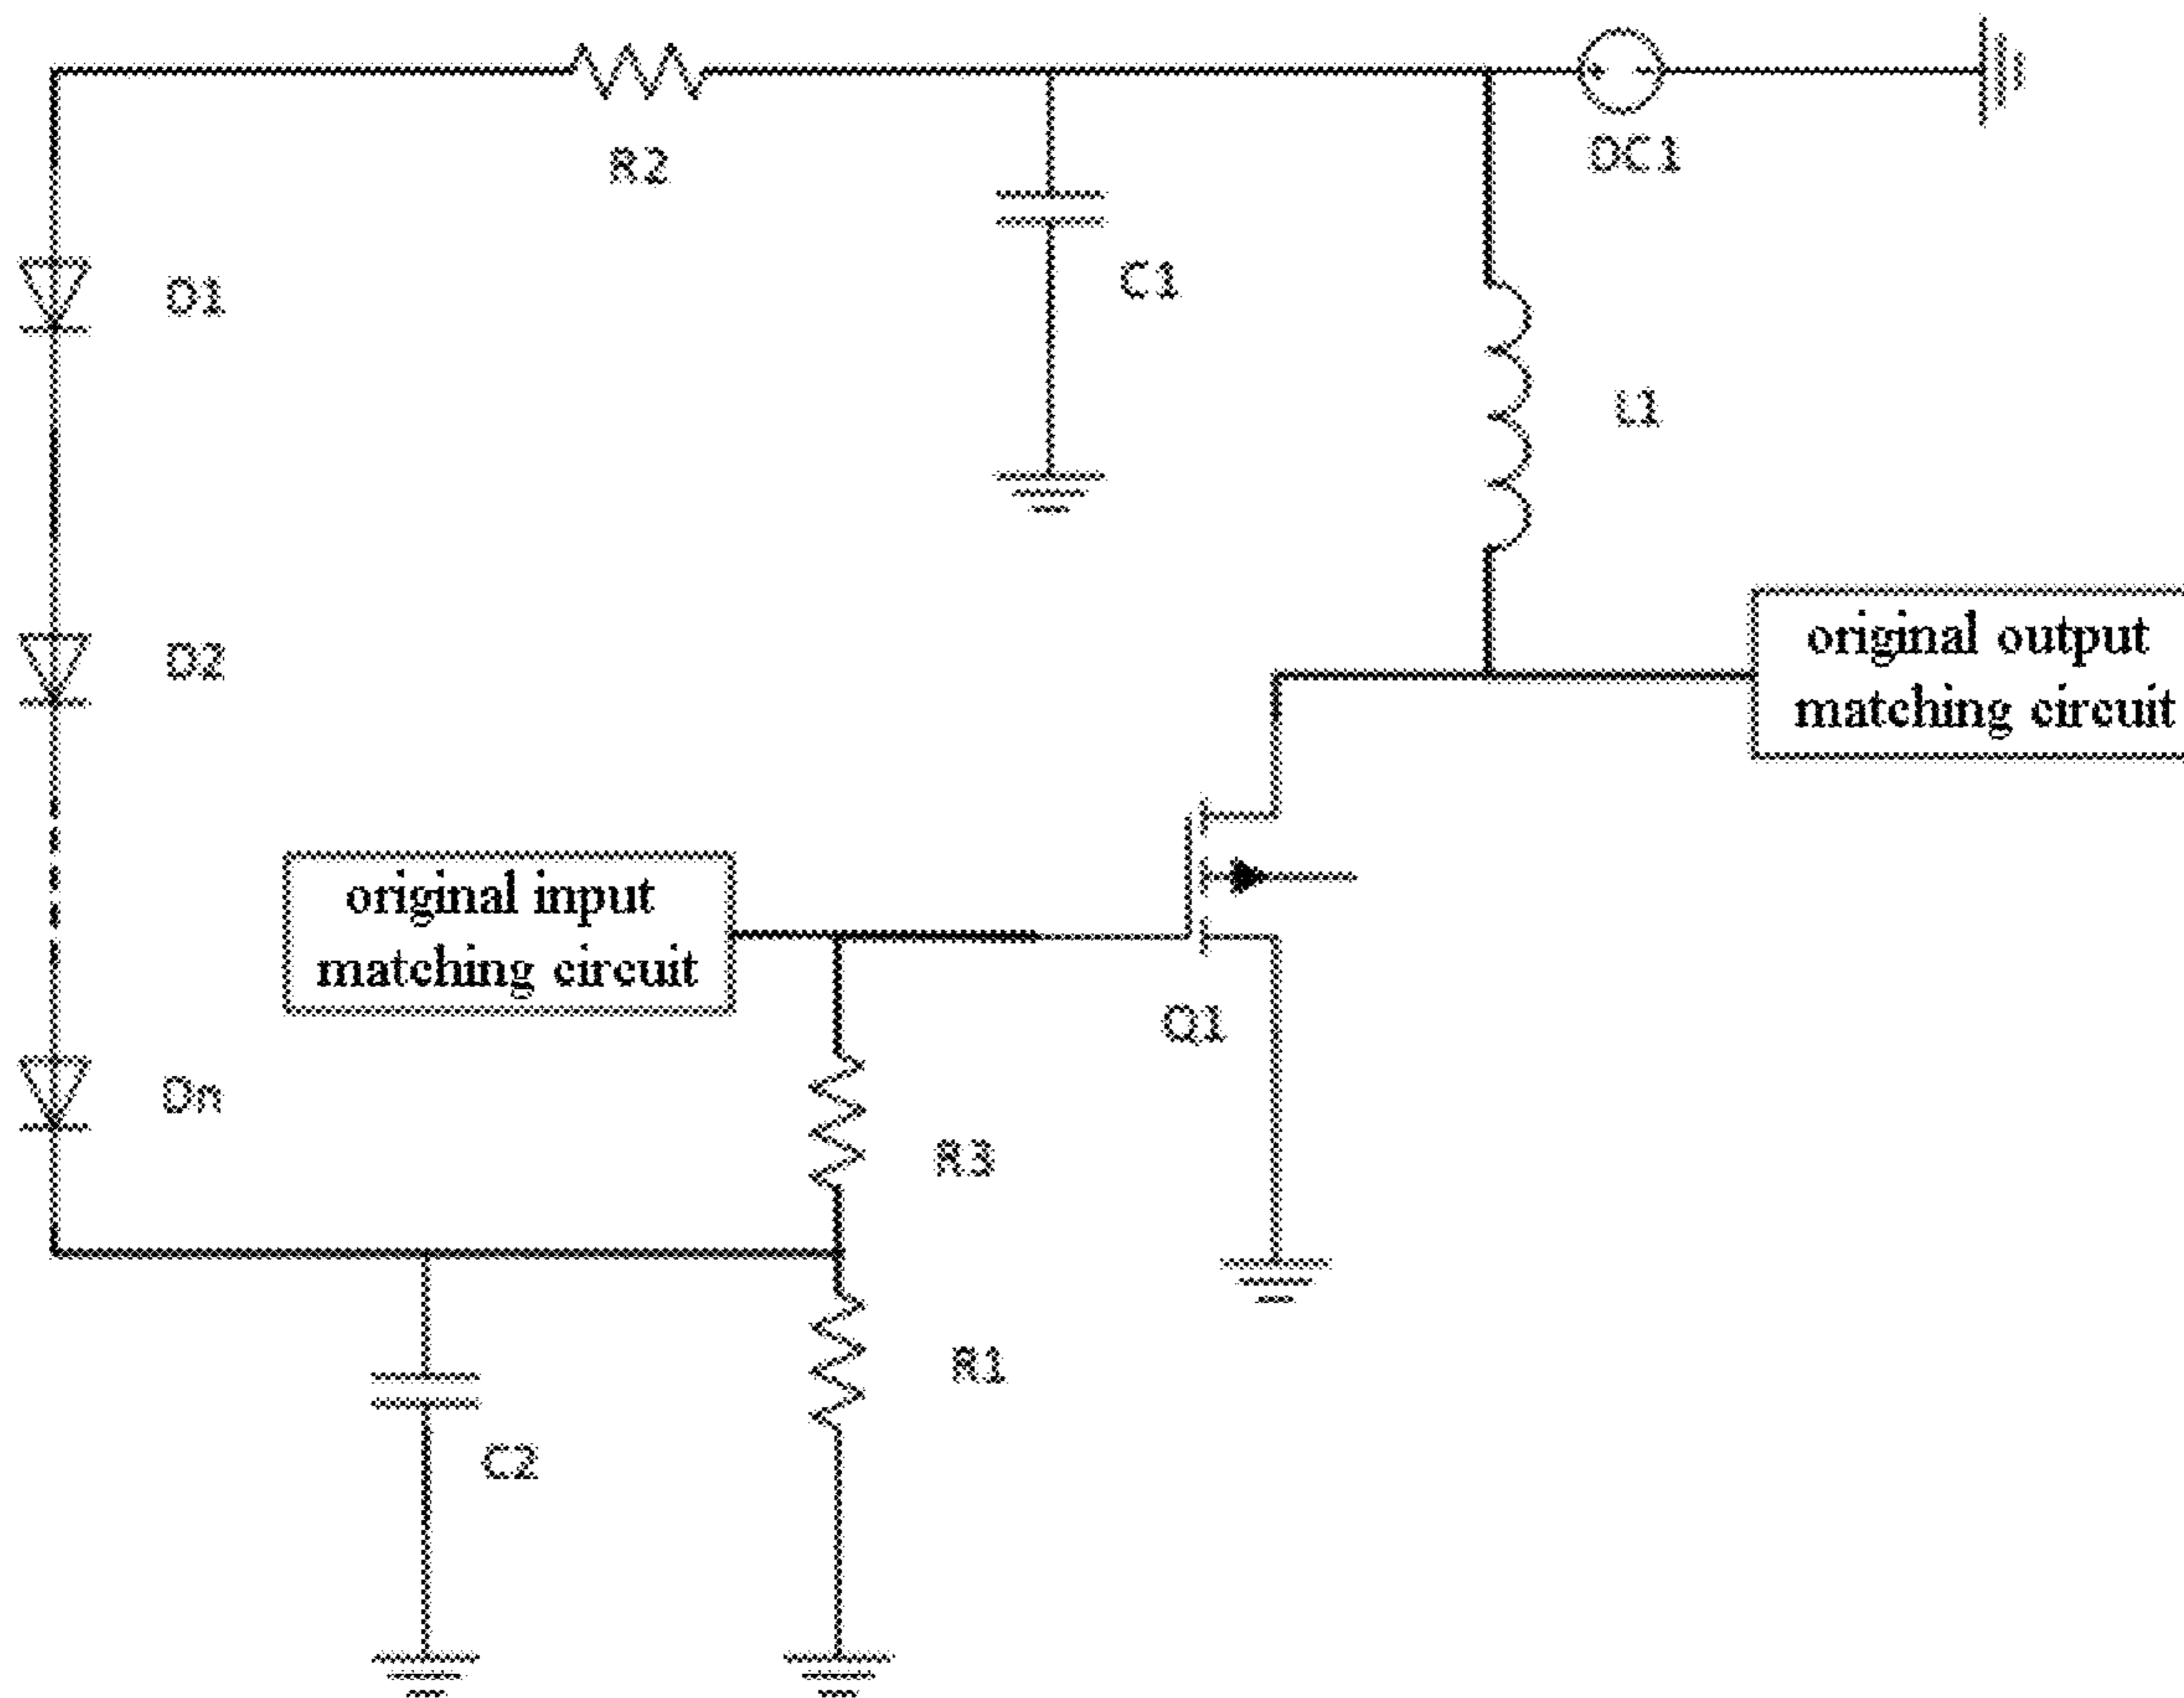 R2
DC1
D1
C1
L1
D2
original output
matching circuit
original input
matching circuit
Q1
Dn
R3
R1
C2